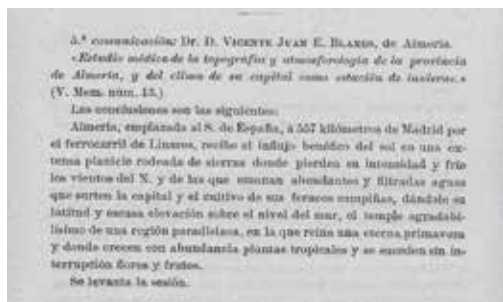 5.ª comunicación: Dr. D. VICENTE JUAN E. BLANES, de Almería.
«Estudio médico de la topografía y atmosferología de la provincia
de Almería, y del clima de su capital como estación de invierno.»
(V. Mem. núm. 13.)
Las conclusiones son las siguientes:
Almería, emplazada al S. de España, á 557 kilómetros de Madrid por
el ferrocarril de Linares, recibe el influjo benéfico del sol en una ex-
tensa planicie rodeada de sierras donde pierden su intensidad y frío
los vientos del N. y de las que emanan abundantes y filtradas aguas
que surten la capital y el cultivo de sus feraces campiñas, dándole su
latitud y escasa elevación sobre el nivel del mar, el temple agradabi-
lísimo de una región paradisiaca, en la que reina una eterna primavera
y donde crecen con abundancia plantas tropicales y se suceden sin in-
terrupción flores y frutos.
Se levanta la sesión.